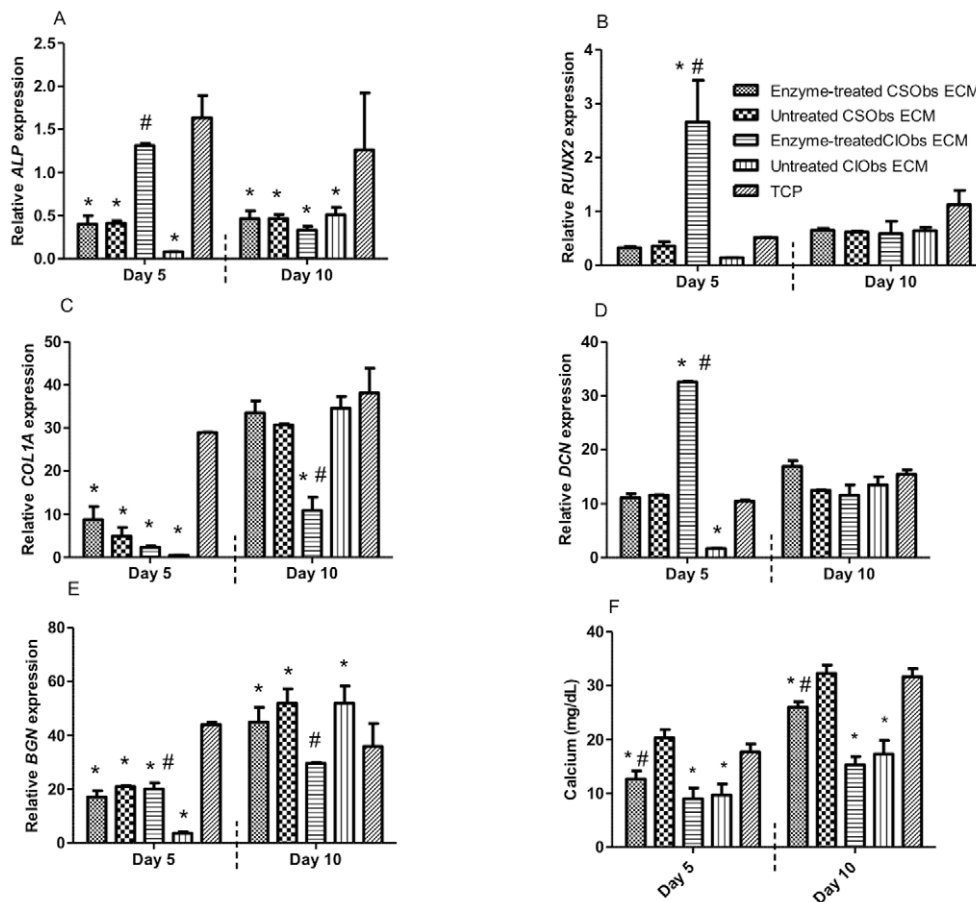 A
Relative ALP expression
2.5
2.0
1.5
1.0
0.5
0.0
#
* * * * * * *
Day 5
Day 10
B
Relative RUNX2 expression
4
3
2
1
0
* #
Enzyme-treated CSObs ECM
Untreated CSObs ECM
Enzyme-treatedCIObs ECM
Untreated CIObs ECM
TCP
Day 5
Day 10
C
Relative COL1A expression
50
40
30
20
10
0
* * * *
* #
Day 5
Day 10
D
Relative DCN expression
40
30
20
10
0
* #
*
Day 5
Day 10
E
Relative BGN expression
80
60
40
20
0
* * * # *
* * # *
Day 5
Day 10
F
Calcium (mg/dL)
40
30
20
10
0
* # * *
* # * *
Day 5
Day 10